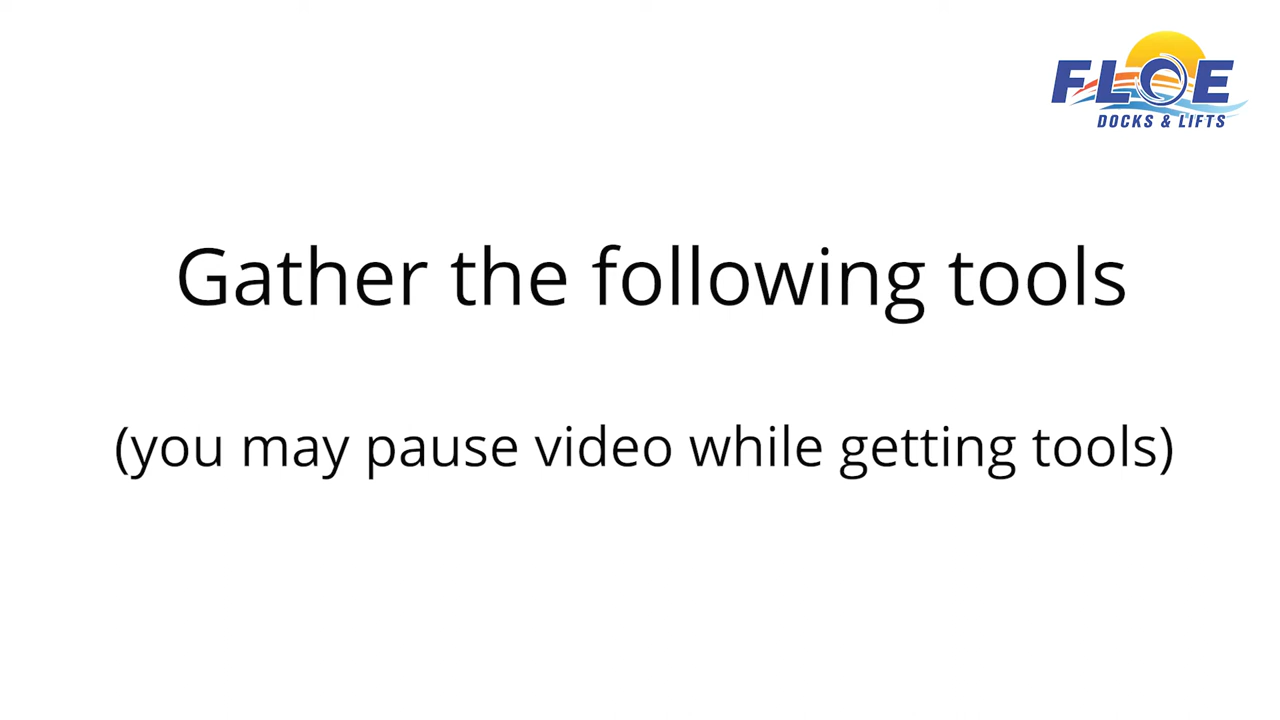 FLOE
DOCKS & LIFTS
Gather the following tools
(you may pause video while getting tools)